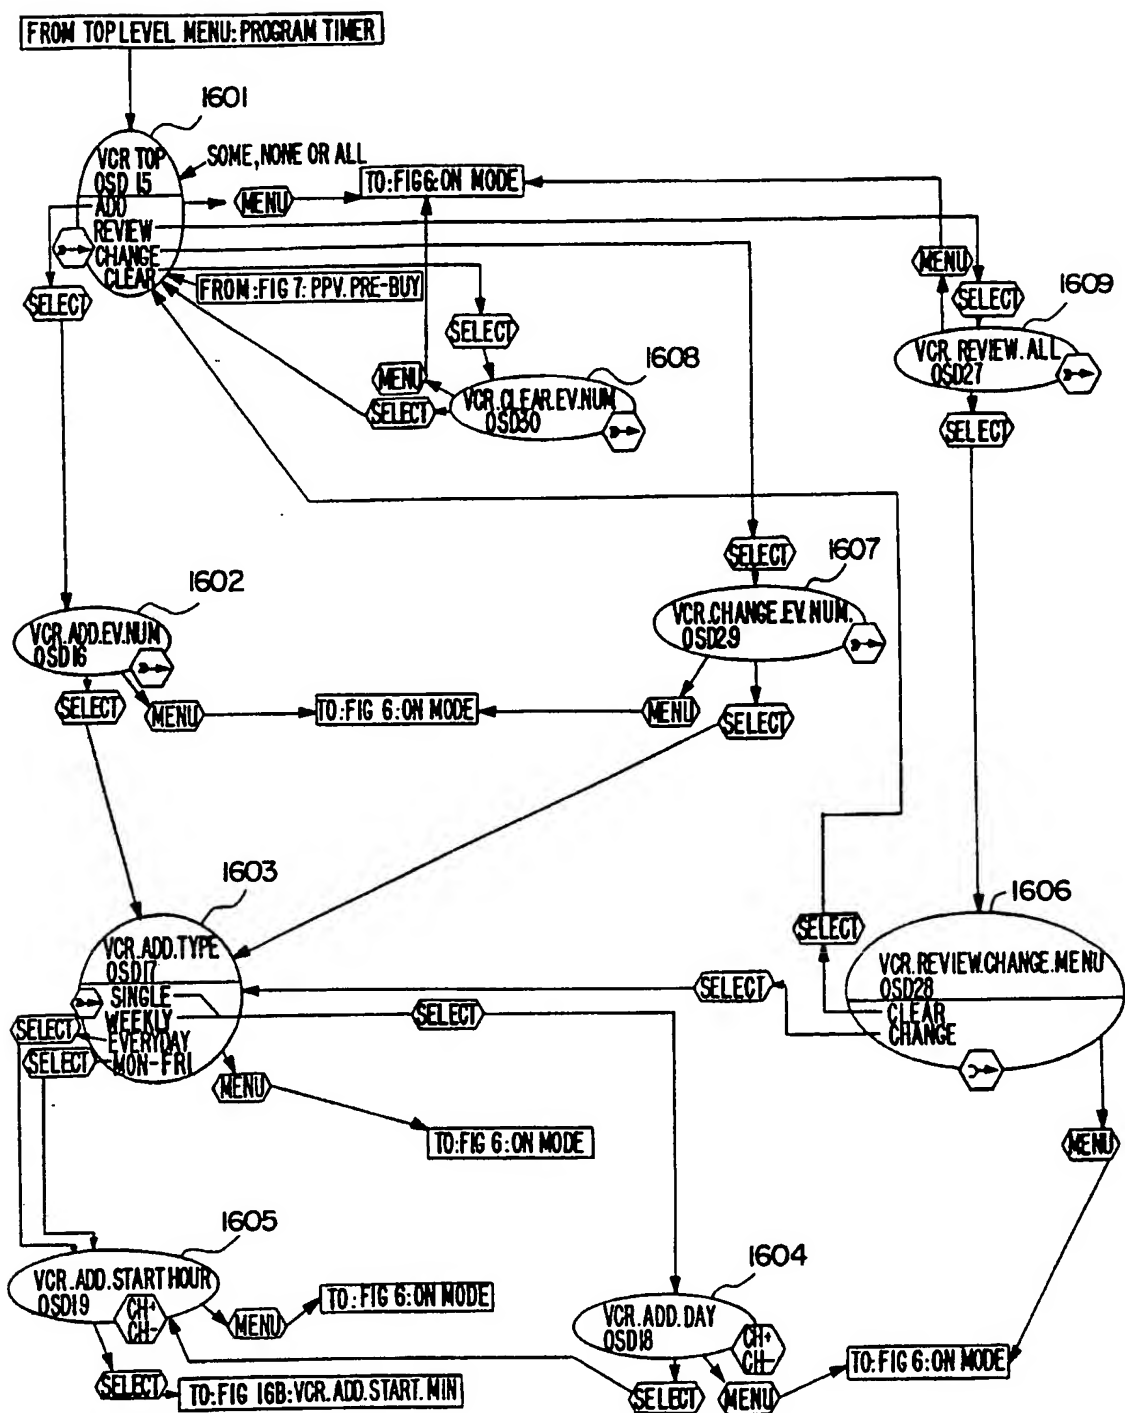 FROM TOP LEVEL MENU: PROGRAM TIMER
1601
VCR TOP
OSD 15
SOME, NONE OR ALL
ADD
REVIEW
CHANGE
CLEAR
MENU
TO: FIG 6: ON MODE
SELECT
FROM: FIG 7: PPV. PRE-BUY
SELECT
MENU
SELECT
1608
VCR.CLEAR.EV.NUM
OSD30
MENU
SELECT
1609
VCR.REVIEW.ALL
OSD27
SELECT
1602
VCR.ADD.EV.NUM
OSD16
SELECT
MENU
TO: FIG 6: ON MODE
SELECT
1607
VCR.CHANGE.EV.NUM.
OSD29
MENU
SELECT
1603
VCR.ADD.TYPE
OSD17
SINGLE
WEEKLY
EVERYDAY
MON-FRI
SELECT
SELECT
SELECT
MENU
TO: FIG 6: ON MODE
SELECT
SELECT
1606
VCR.REVIEW.CHANGE.MENU
OSD28
CLEAR
CHANGE
MENU
1605
VCR.ADD.START HOUR
OSD19
CH+
CH-
MENU
TO: FIG 6: ON MODE
SELECT
TO: FIG 16B: VCR.ADD.START.MIN
1604
VCR.ADD.DAY
OSD18
CH+
CH-
SELECT
MENU
TO: FIG 6: ON MODE